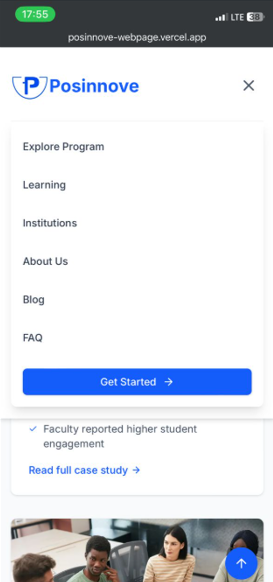 17:55
LTE 38
posinnove-webpage.vercel.app
Posinnove
Explore Program
Learning
Institutions
About Us
Blog
FAQ
Get Started →
Faculty reported higher student
engagement
Read full case study →